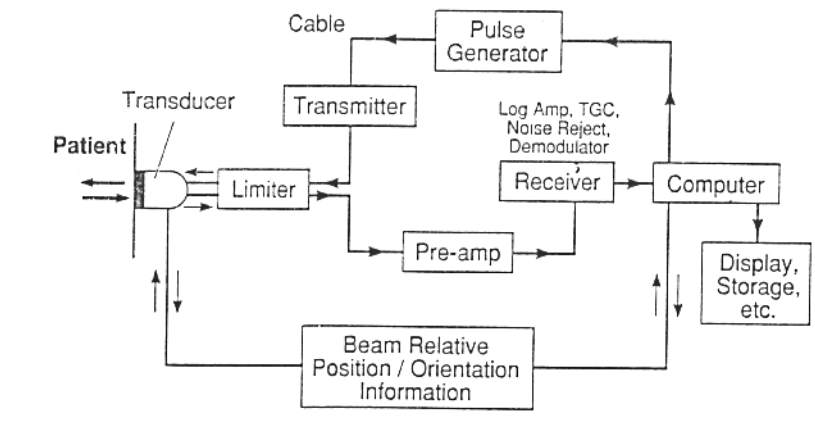 Cable
Pulse
Generator
Transducer
Transmitter
Log Amp, TGC,
Noise Reject,
Demodulator
Patient
Limiter
Receiver
Computer
Pre-amp
Display,
Storage,
etc.
Beam Relative
Position / Orientation
Information